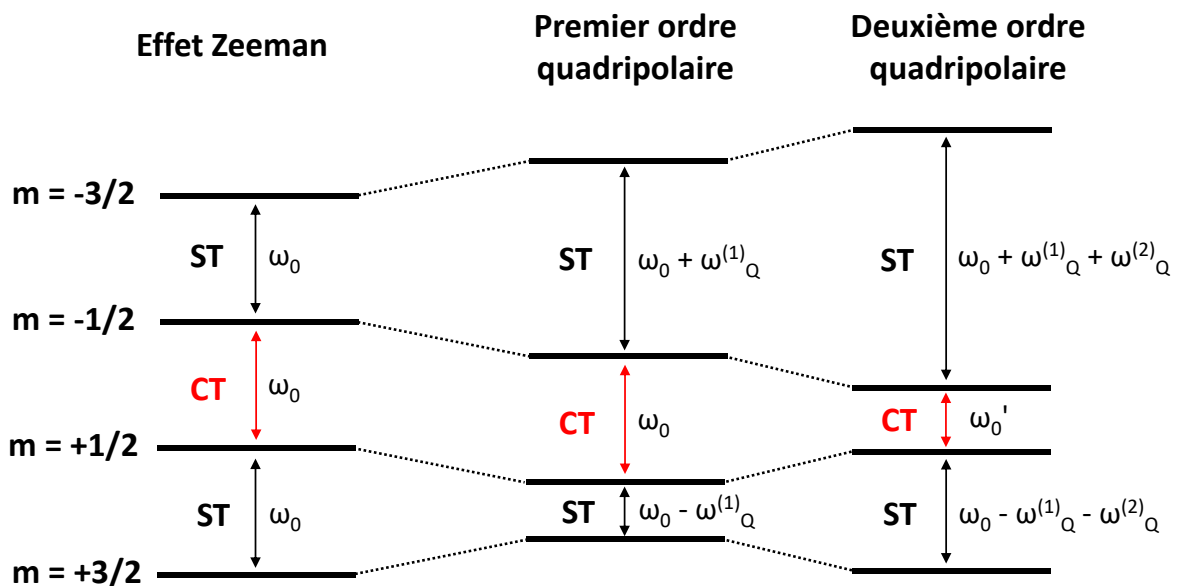 Effet Zeeman
Premier ordre
quadripolaire
Deuxième ordre
quadripolaire
m = -3/2
ST
ω₀
ST
ω₀ + ω⁽¹⁾Q
ST
ω₀ + ω⁽¹⁾Q + ω⁽²⁾Q
m = -1/2
CT
ω₀
CT
ω₀
CT
ω₀'
m = +1/2
ST
ω₀
ST
ω₀ - ω⁽¹⁾Q
ST
ω₀ - ω⁽¹⁾Q - ω⁽²⁾Q
m = +3/2